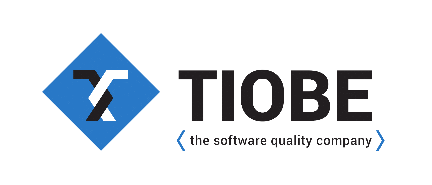 TIOBE
⟨ the software quality company ⟩